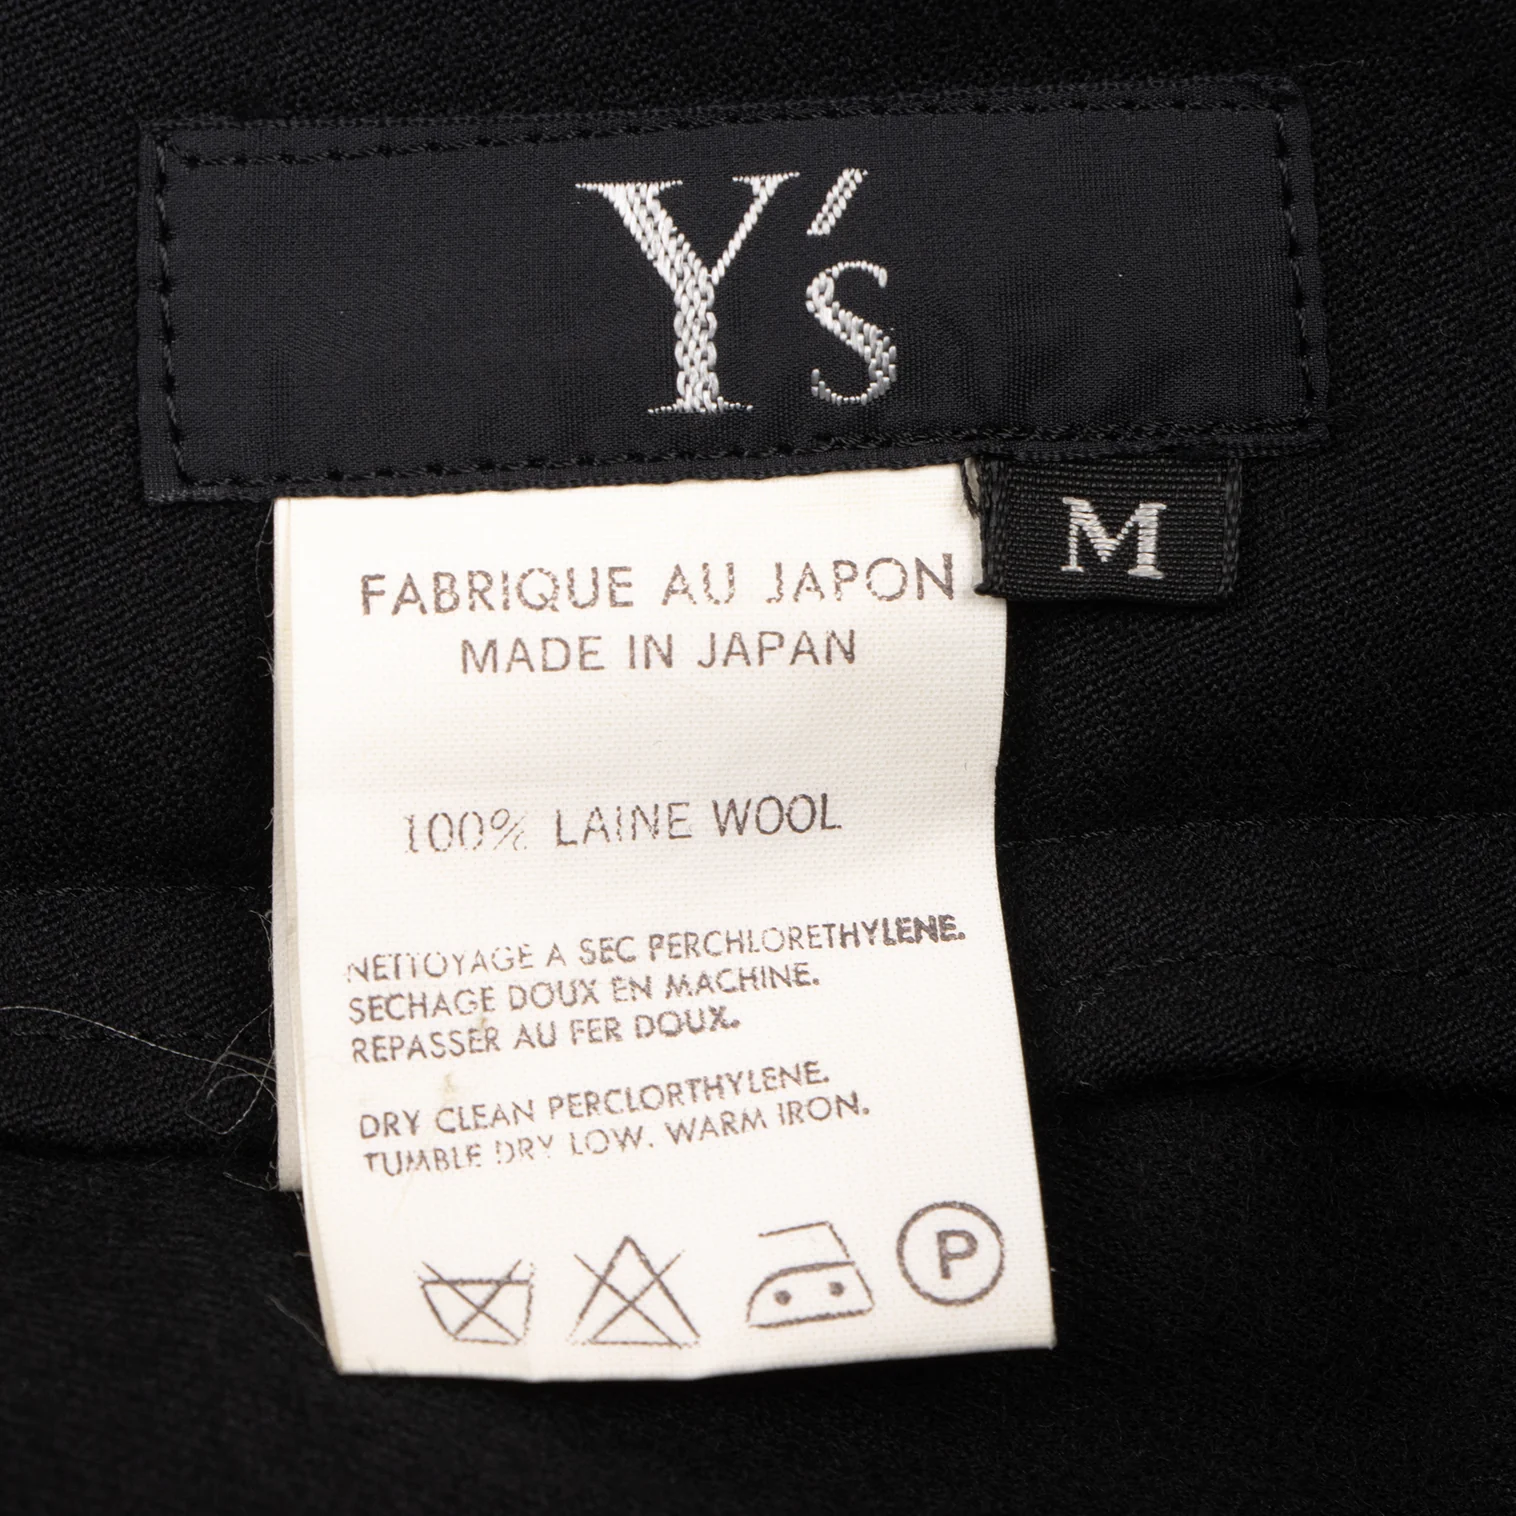 Y's
M
FABRIQUE AU JAPON
MADE IN JAPAN
100% LAINE WOOL
NETTOYAGE A SEC PERCHLORETHYLENE.
SECHAGE DOUX EN MACHINE.
REPASSER AU FER DOUX.
DRY CLEAN PERCLORTHYLENE.
TUMBLE DRY LOW. WARM IRON.
P